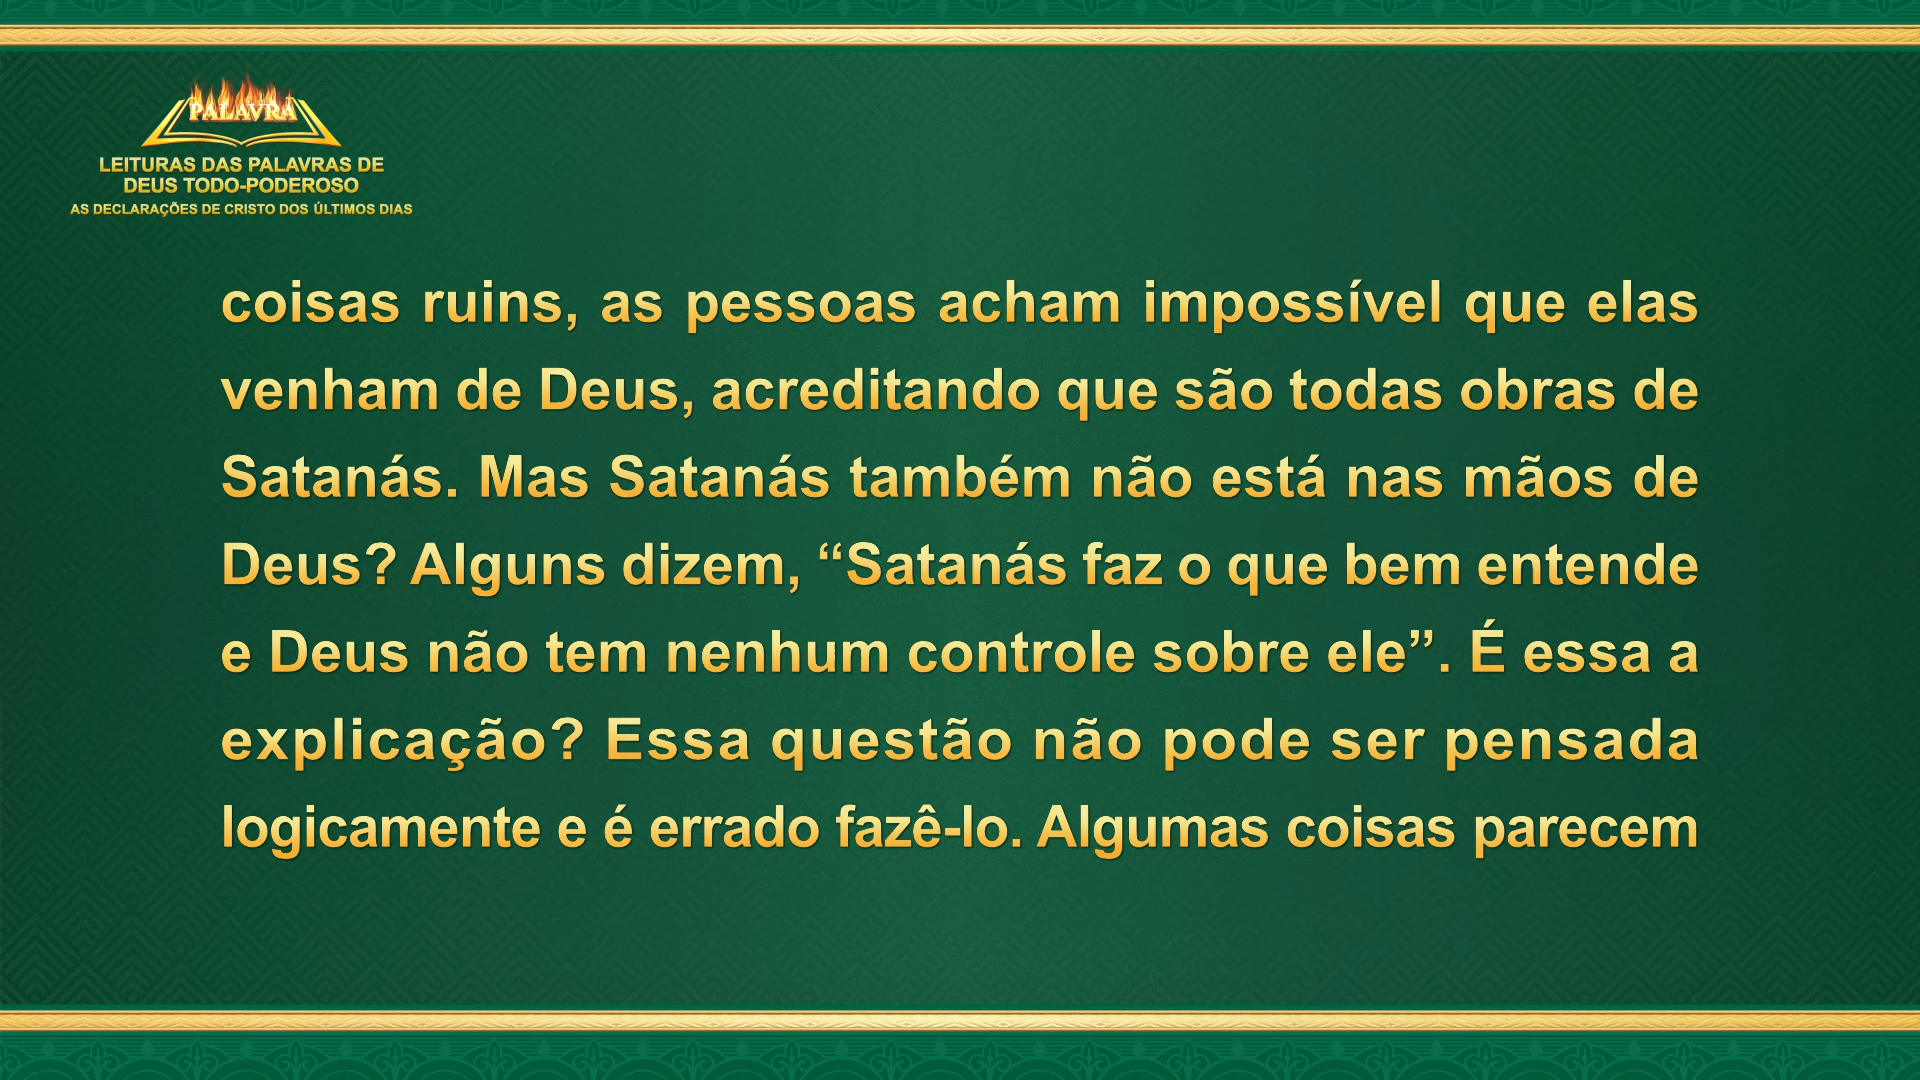 PALAVRA
LEITURAS DAS PALAVRAS DE
DEUS TODO-PODEROSO
AS DECLARAÇÕES DE CRISTO DOS ÚLTIMOS DIAS
coisas ruins, as pessoas acham impossível que elas
venham de Deus, acreditando que são todas obras de
Satanás. Mas Satanás também não está nas mãos de
Deus? Alguns dizem, “Satanás faz o que bem entende
e Deus não tem nenhum controle sobre ele”. É essa a
explicação? Essa questão não pode ser pensada
logicamente e é errado fazê-lo. Algumas coisas parecem